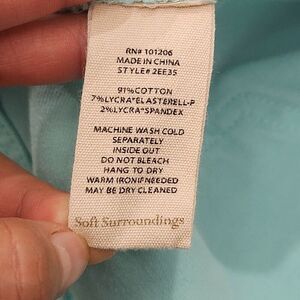 RN# 101206
MADE IN CHINA
STYLE# 2EE35
91%COTTON
7%LYCRA®ELASTERELL-P
2%LYCRA®SPANDEX
MACHINE WASH COLD
SEPARATELY
INSIDE OUT
DO NOT BLEACH
HANG TO DRY
WARM IRON IF NEEDED
MAY BE DRY CLEANED
Soft Surroundings